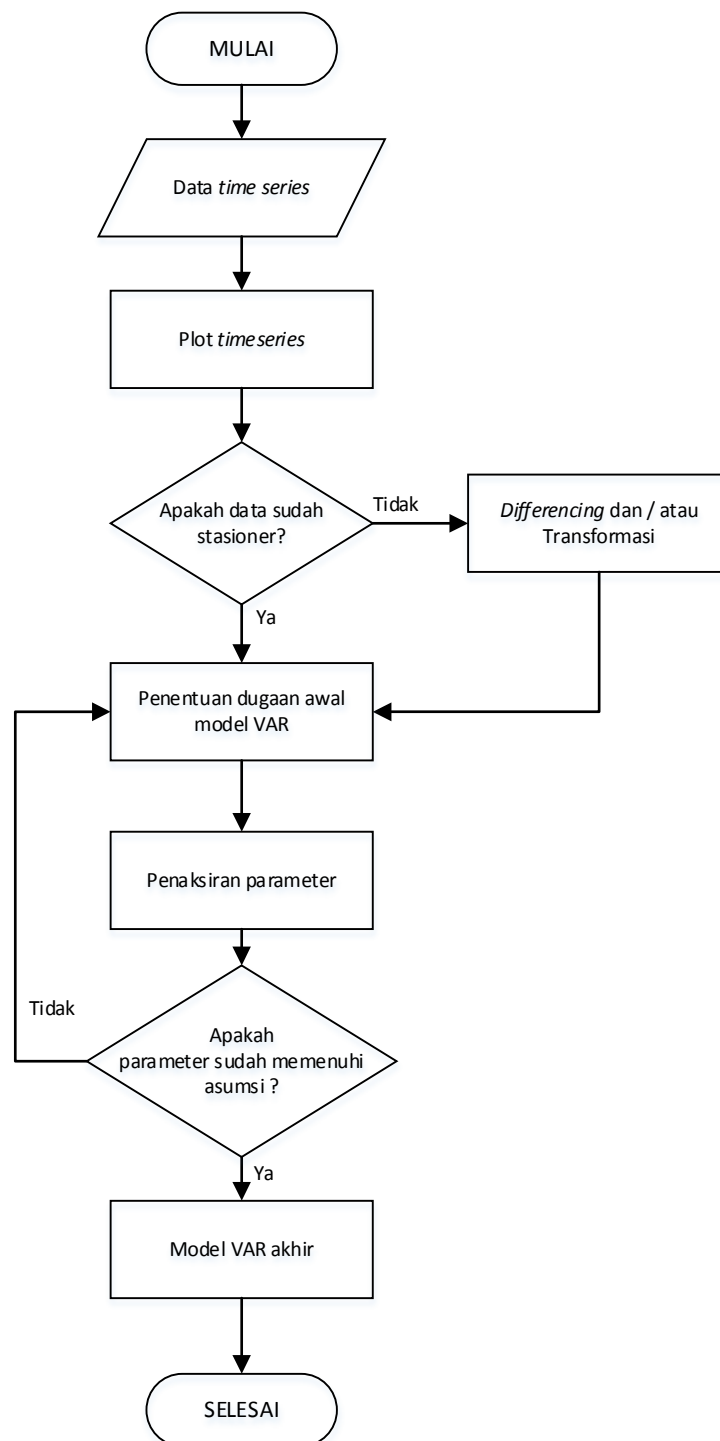 MULAI
Data time series
Plot timeseries
Apakah data sudah
stasioner?
Tidak
Differencing dan / atau
Transformasi
Ya
Penentuan dugaan awal
model VAR
Penaksiran parameter
Tidak
Apakah
parameter sudah memenuhi
asumsi ?
Ya
Model VAR akhir
SELESAI